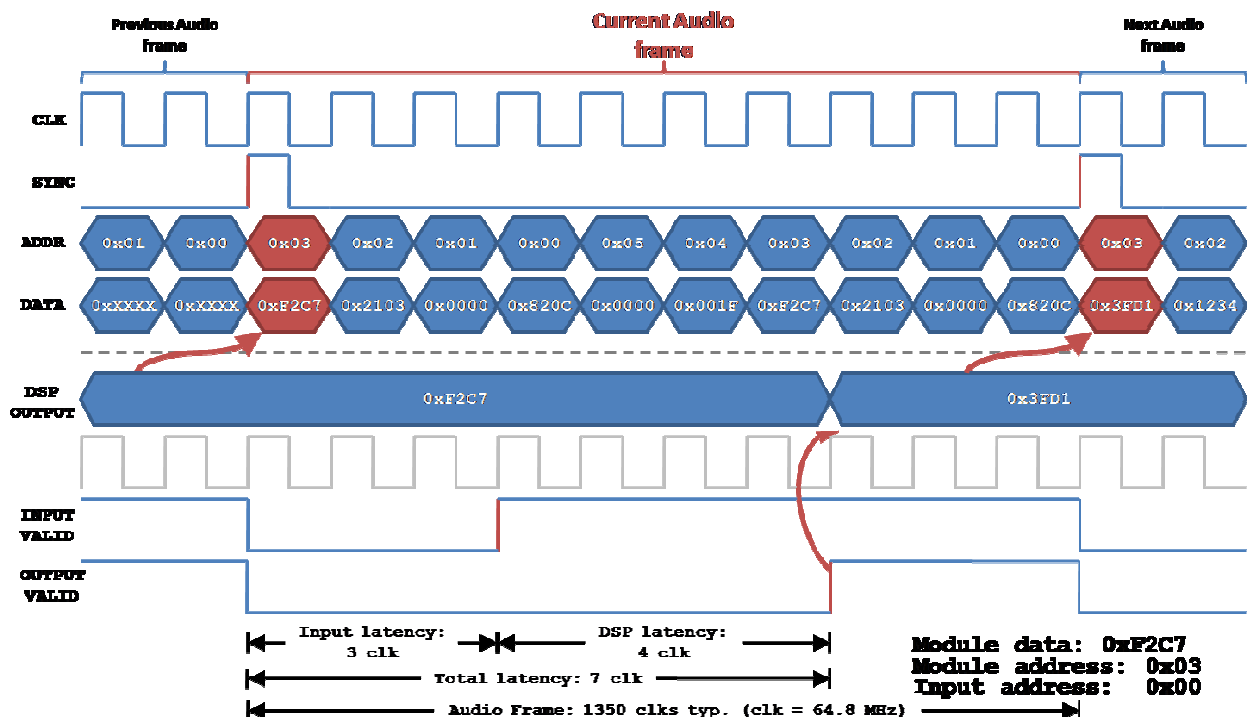 Previous Audio
frame
Current Audio
frame
Next Audio
frame
CLK
SYNC
ADDR
0x01 0x00 0x03 0x02 0x01 0x00 0x05 0x04 0x03 0x02 0x01 0x00 0x03 0x02
DATA
0xXXXX 0xXXXX 0xF2C7 0x2103 0x0000 0x820C 0x0000 0x001F 0xF2C7 0x2103 0x0000 0x820C 0x3FD1 0x1234
DSP
OUTPUT
0xF2C7 0x3FD1
INPUT
VALID
OUTPUT
VALID
Input latency:
3 clk
DSP latency:
4 clk
Total latency: 7 clk
Audio Frame: 1350 clks typ. (clk = 64.8 MHz)
Module data: 0xF2C7
Module address: 0x03
Input address: 0x00